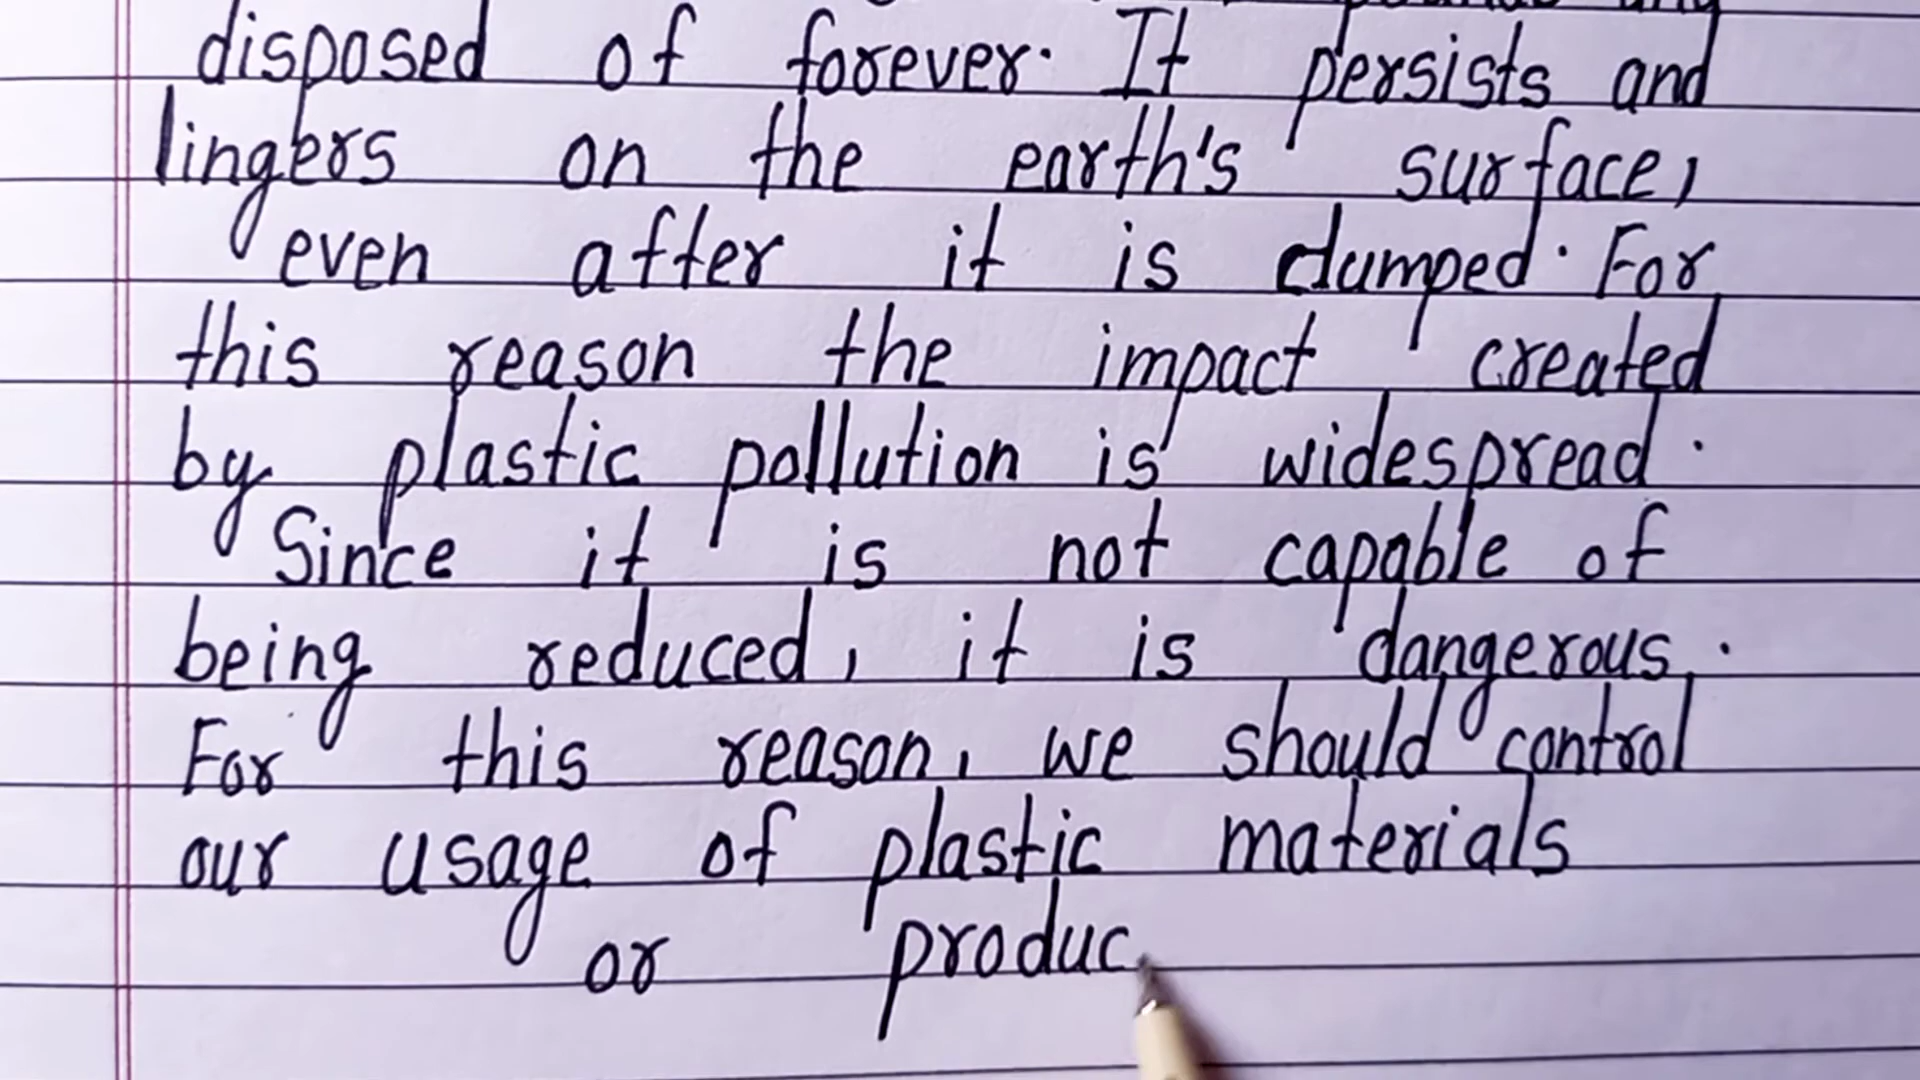 disposed of forever. It persists and
lingers on the earth's surface,
even after it is dumped. For
this reason the impact created
by plastic pollution is widespread.
Since it is not capable of
being reduced, it is dangerous.
For this reason, we should control
our usage of plastic materials
or produc